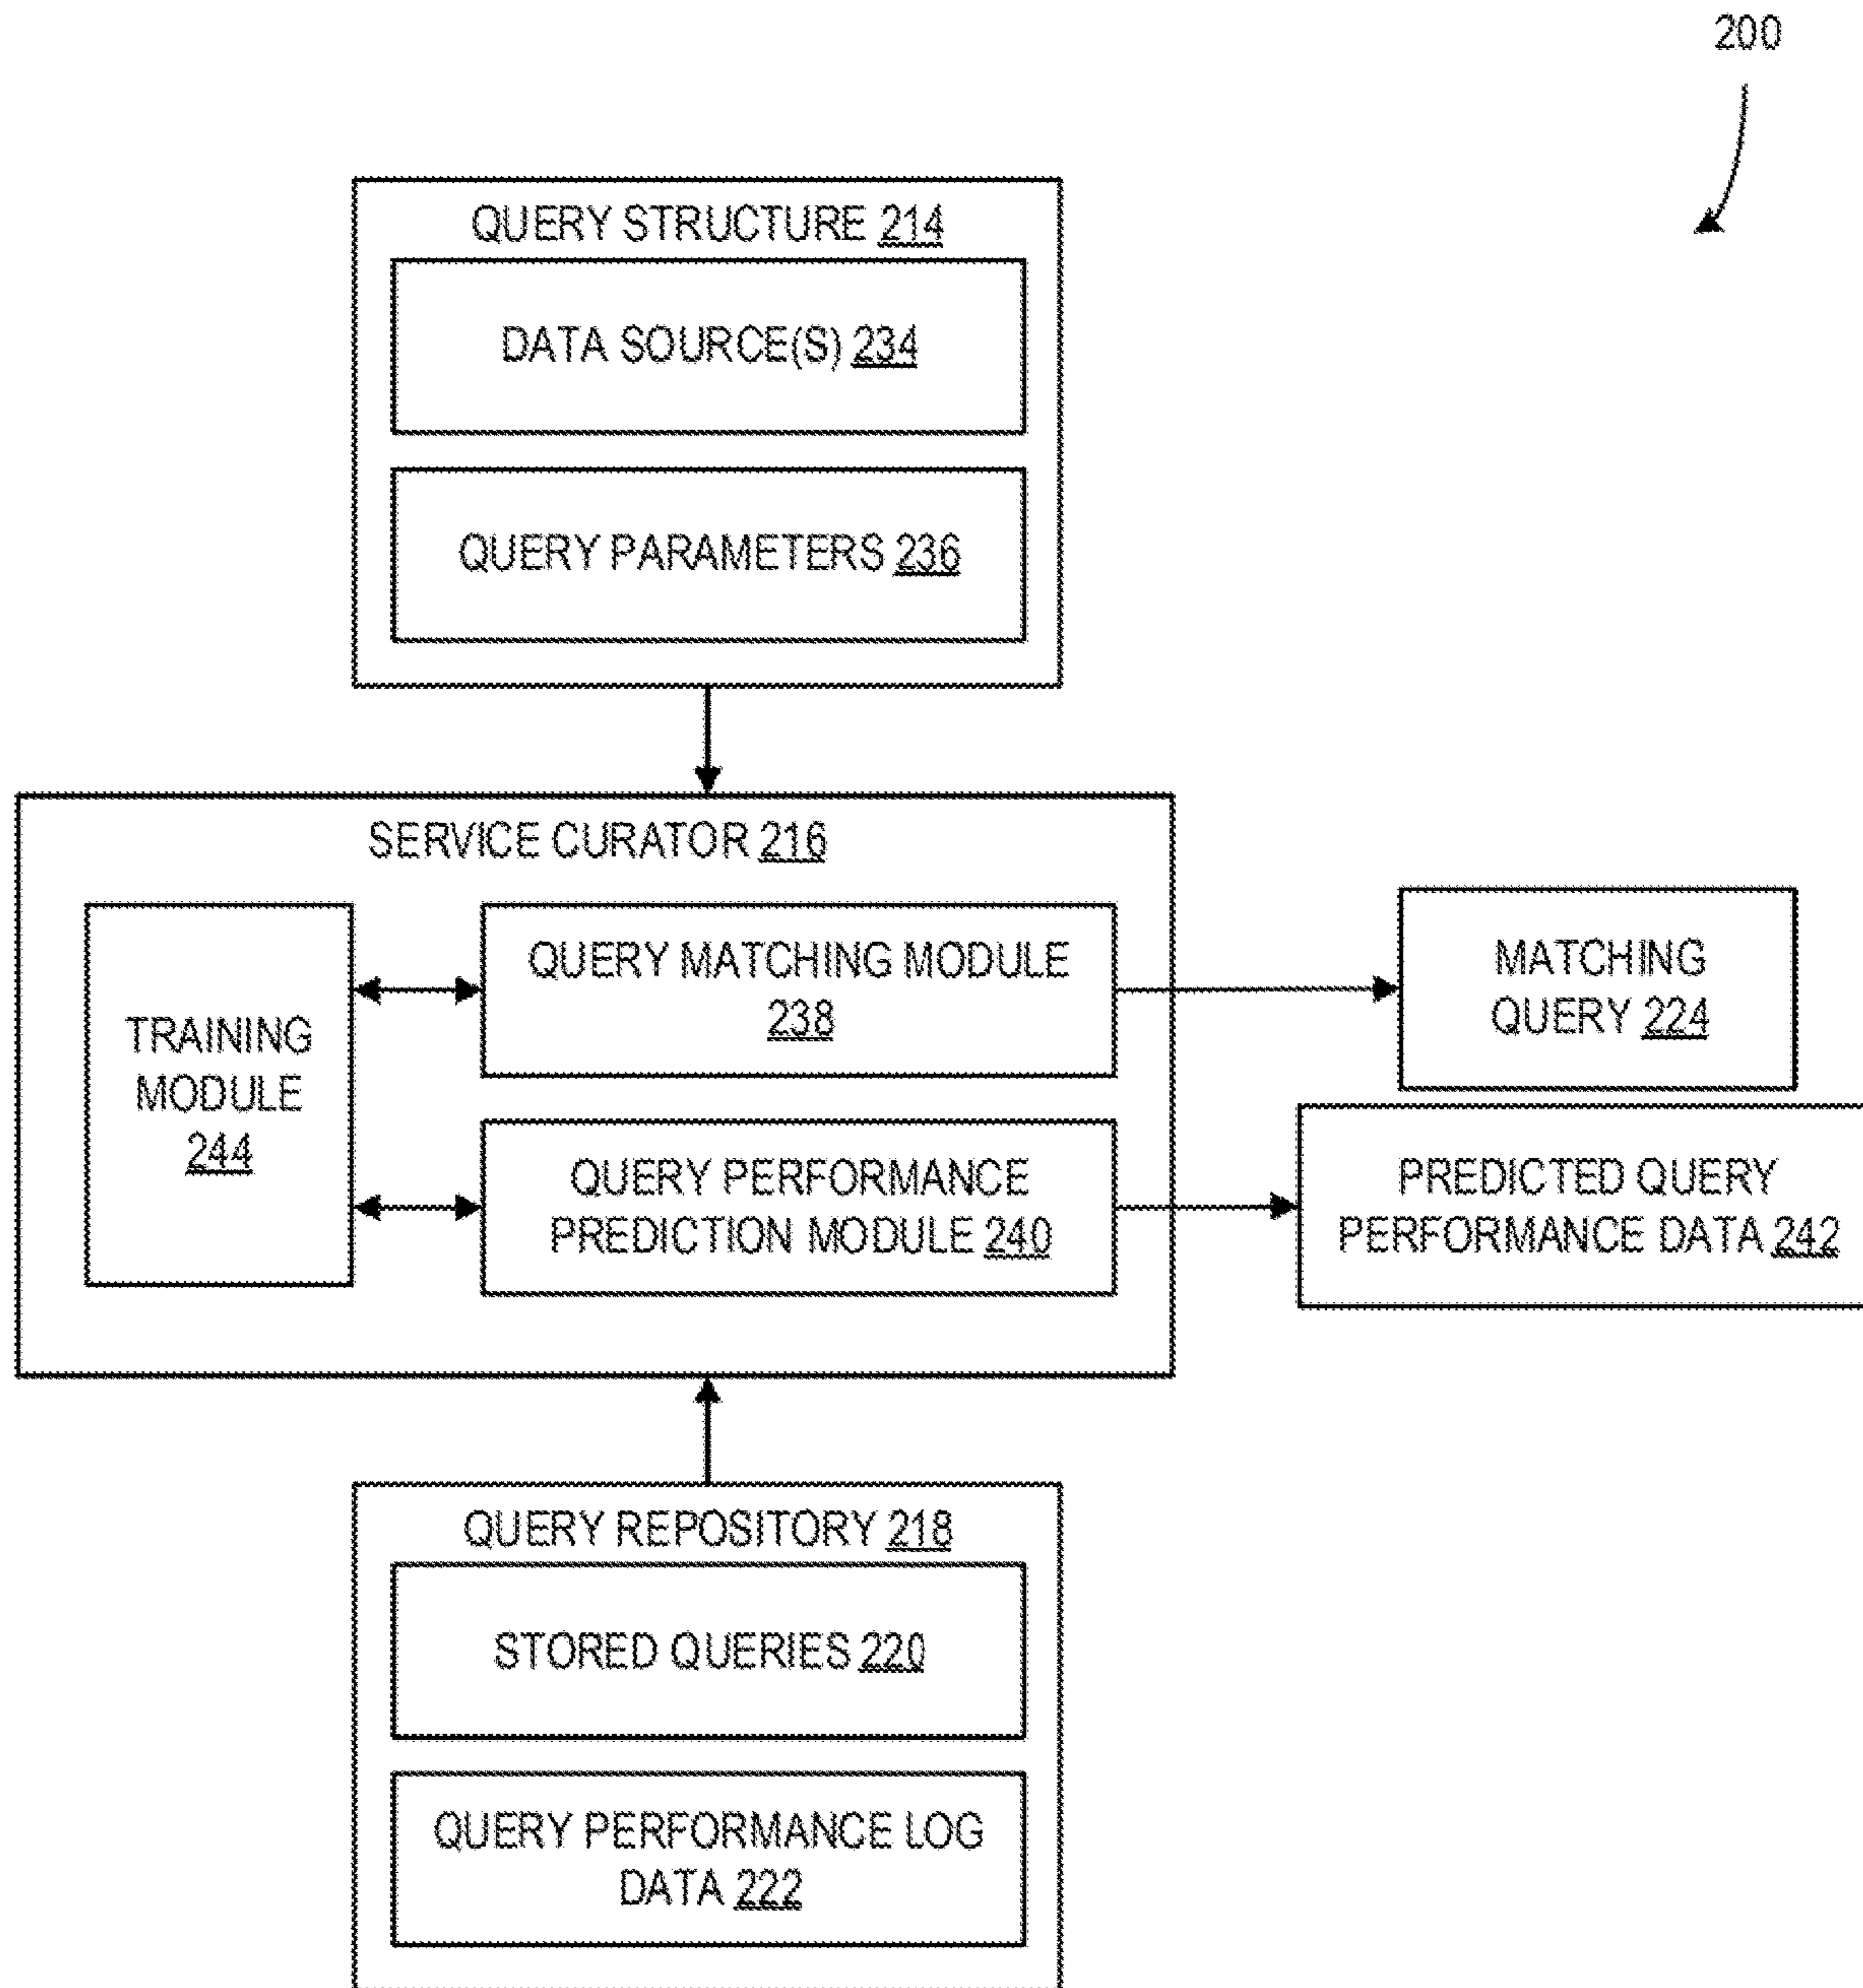 200
QUERY STRUCTURE 214
DATA SOURCE(S) 234
QUERY PARAMETERS 236
SERVICE CURATOR 216
TRAINING
MODULE
244
QUERY MATCHING MODULE
238
QUERY PERFORMANCE
PREDICTION MODULE 240
MATCHING
QUERY 224
PREDICTED QUERY
PERFORMANCE DATA 242
QUERY REPOSITORY 218
STORED QUERIES 220
QUERY PERFORMANCE LOG
DATA 222